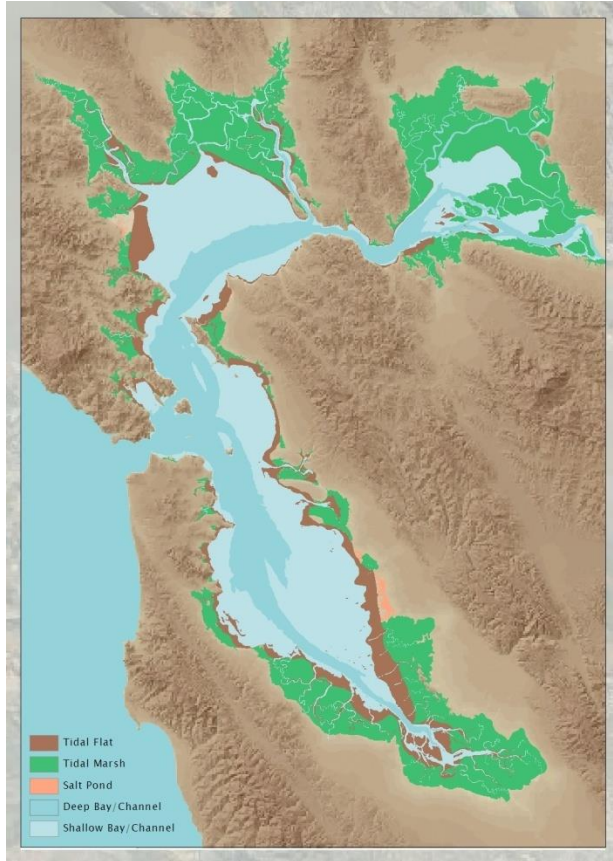 Tidal Flat
Tidal Marsh
Salt Pond
Deep Bay/Channel
Shallow Bay/Channel